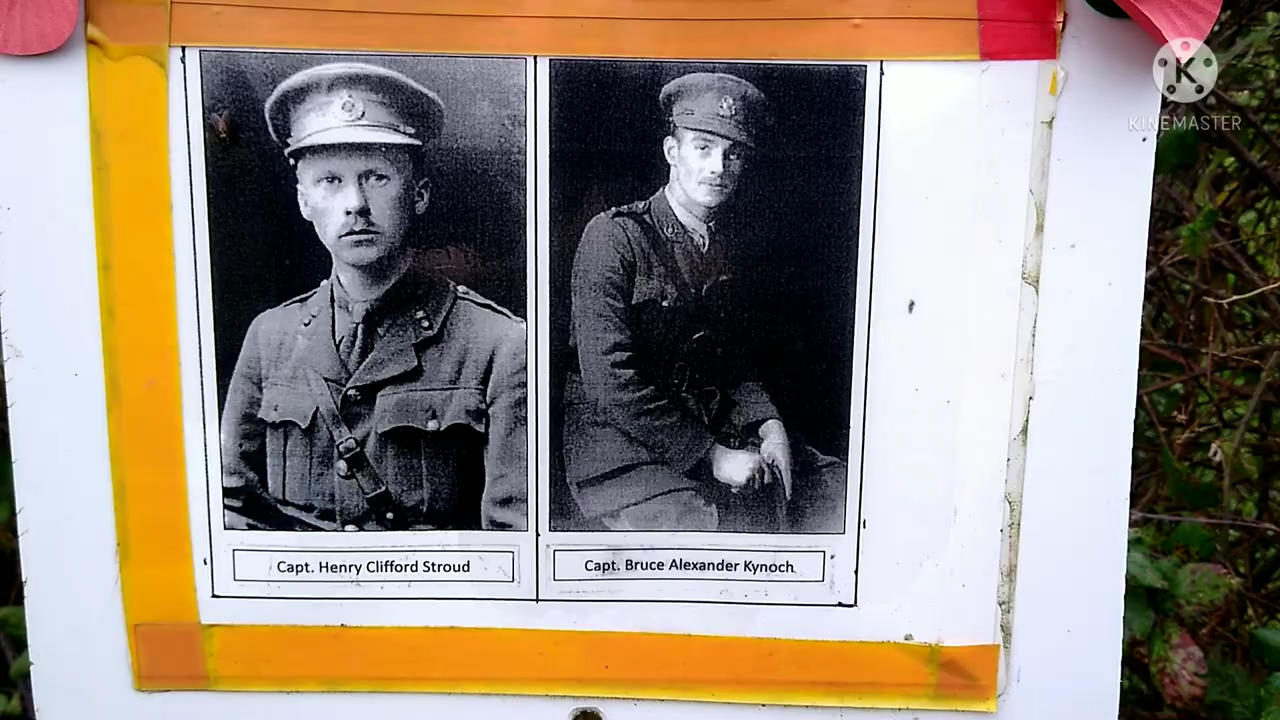 K
KINEMASTER
Capt. Henry Clifford Stroud
Capt. Bruce Alexander Kynoch